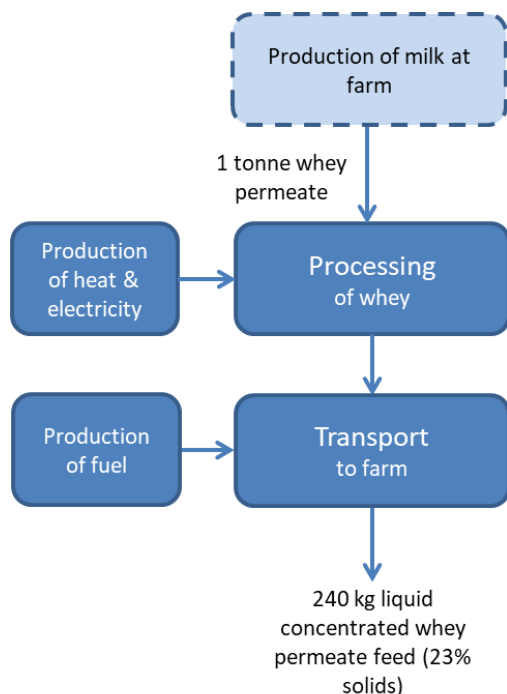 Production of milk at
farm
1 tonne whey
permeate
Production
of heat &
electricity
Processing
of whey
Production
of fuel
Transport
to farm
240 kg liquid
concentrated whey
permeate feed (23%
solids)